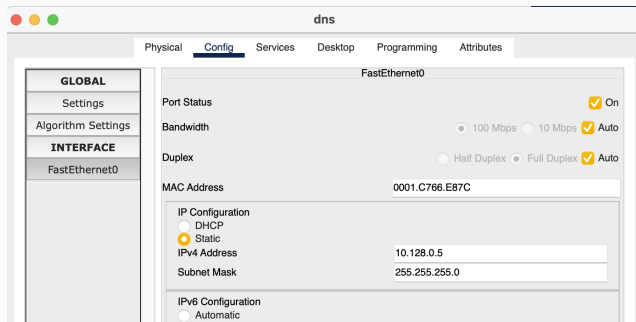 dns
Physical Config Services Desktop Programming Attributes
GLOBAL
Settings
Algorithm Settings
INTERFACE
FastEthernet0
FastEthernet0
Port Status On
Bandwidth 100 Mbps 10 Mbps Auto
Duplex Half Duplex Full Duplex Auto
MAC Address 0001.C766.E87C
IP Configuration
DHCP
Static
IPv4 Address 10.128.0.5
Subnet Mask 255.255.255.0
IPv6 Configuration
Automatic